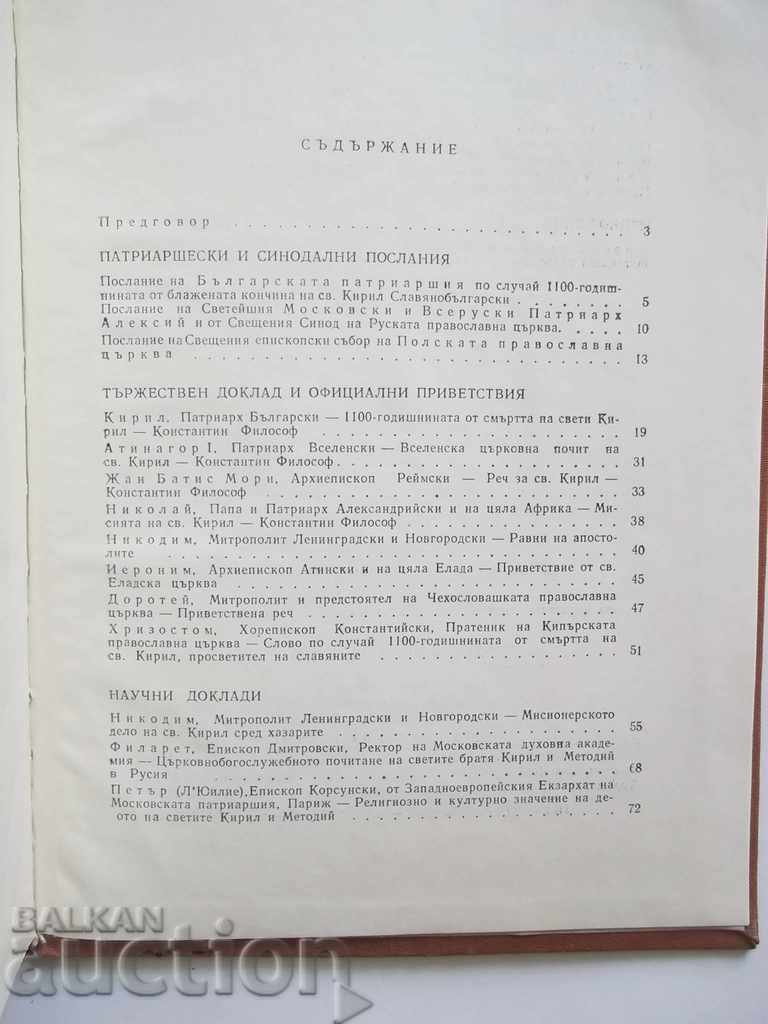 СЪДЪРЖАНИЕ
Предговор 3
ПАТРИАРШЕСКИ И СИНОДАЛНИ ПОСЛАНИЯ
Послание на Българската патриаршия по случай 1100-годиш-
нината от блажената кончина на св. Кирил Славянобългарски 5
Послание на Светейшия Московски и Всеруски Патриарх
Алексий и от Свещения Синод на Руската православна църква 10
Послание на Свещения епископски събор на Полската православна
църква 13
ТЪРЖЕСТВЕН ДОКЛАД И ОФИЦИАЛНИ ПРИВЕТСТВИЯ
Кирил, Патриарх Български — 1100-годишнината от смъртта на свети Ки-
рил — Константин Философ 19
Атинагор I, Патриарх Вселенски — Вселенска църковна почит на
св. Кирил — Константин Философ 31
Жан Батис Мори, Архиепископ Реймски — Реч за св. Кирил —
Константин Философ 33
Николай, Папа и Патриарх Александрийски и на цяла Африка — Ми-
сията на св. Кирил — Константин Философ 38
Никодим, Митрополит Ленинградски и Новгородски — Равни на апосто-
лите 40
Иероним, Архиепископ Атински и на цяла Елада — Приветствие от св.
Еладска църква 45
Доротей, Митрополит и предстоятел на Чехословашката православна
църква — Приветствена реч 47
Хризостом, Хорепископ Константийски, Пратеник на Кипърската
православна църква — Слово по случай 1100-годишнината от смъртта на
св. Кирил, просветител на славяните 51
НАУЧНИ ДОКЛАДИ
Никодим, Митрополит Ленинградски и Новгородски — Мисионерското
дело на св. Кирил сред хазарите 55
Филарет, Епископ Дмитровски, Ректор на Московската духовна акаде-
мия — Църковнобогослужебното почитане на светите братя Кирил и Методий
в Русия 68
Петър (Л'Юилие), Епископ Корсунски, от Западноевропейския Екзархат на
Московската патриаршия, Париж — Религиозно и културно значение на де-
ото на светите Кирил и Методий 72
BALKAN
auction